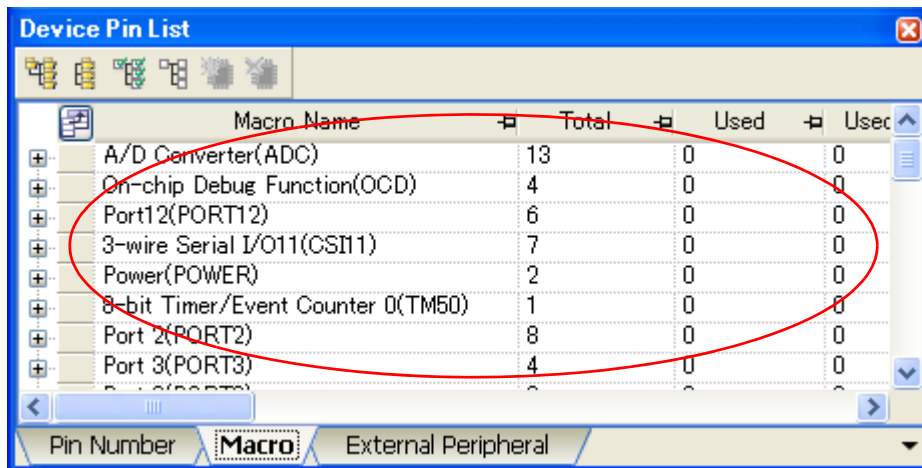 Device Pin List
Macro Name Total Used Used
A/D Converter(ADC) 13 0 0
On-chip Debug Function(OCD) 4 0 0
Port12(PORT12) 6 0 0
3-wire Serial I/O11(CSI11) 7 0 0
Power(POWER) 2 0 0
8-bit Timer/Event Counter 0(TM50) 1 0 0
Port 2(PORT2) 8 0 0
Port 3(PORT3) 4 0 0
Pin Number Macro External Peripheral